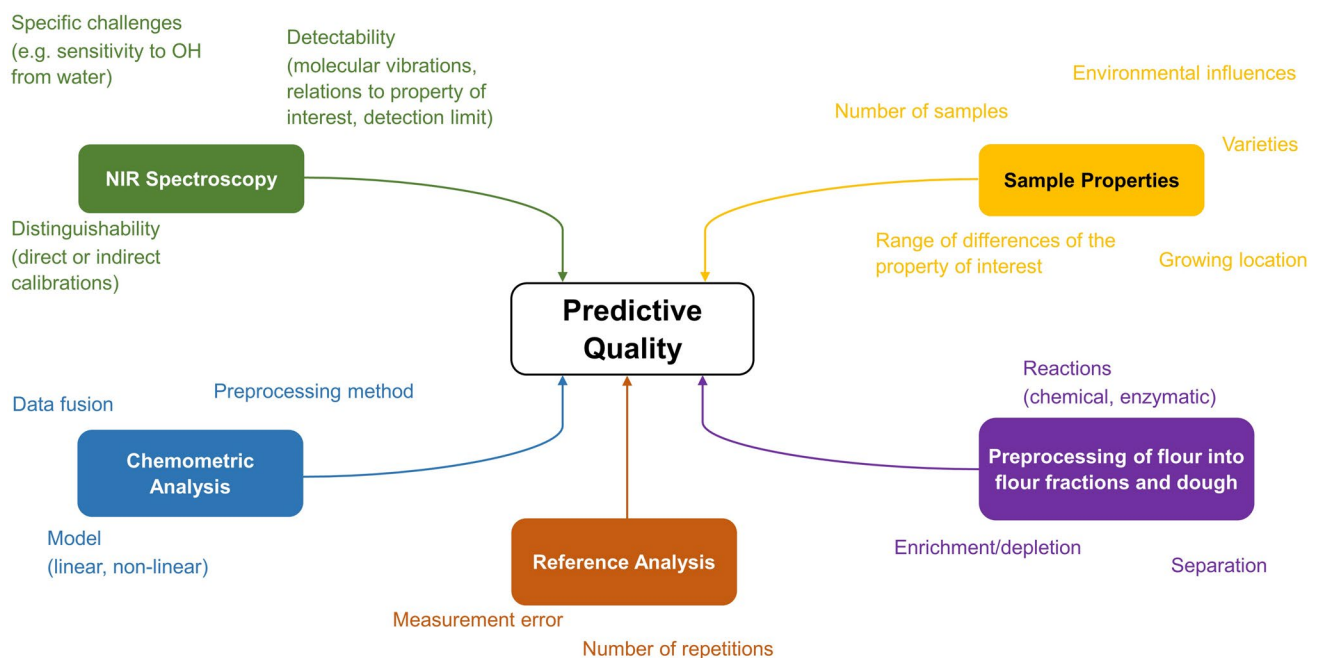 Specific challenges
(e.g. sensitivity to OH
from water)
Detectability
(molecular vibrations,
relations to property of
interest, detection limit)
NIR Spectroscopy
Distinguishability
(direct or indirect
calibrations)
Environmental influences
Number of samples
Varieties
Sample Properties
Range of differences of the
property of interest
Growing location
Predictive
Quality
Preprocessing method
Data fusion
Chemometric
Analysis
Model
(linear, non-linear)
Reference Analysis
Measurement error
Number of repetitions
Reactions
(chemical, enzymatic)
Preprocessing of flour into
flour fractions and dough
Enrichment/depletion
Separation